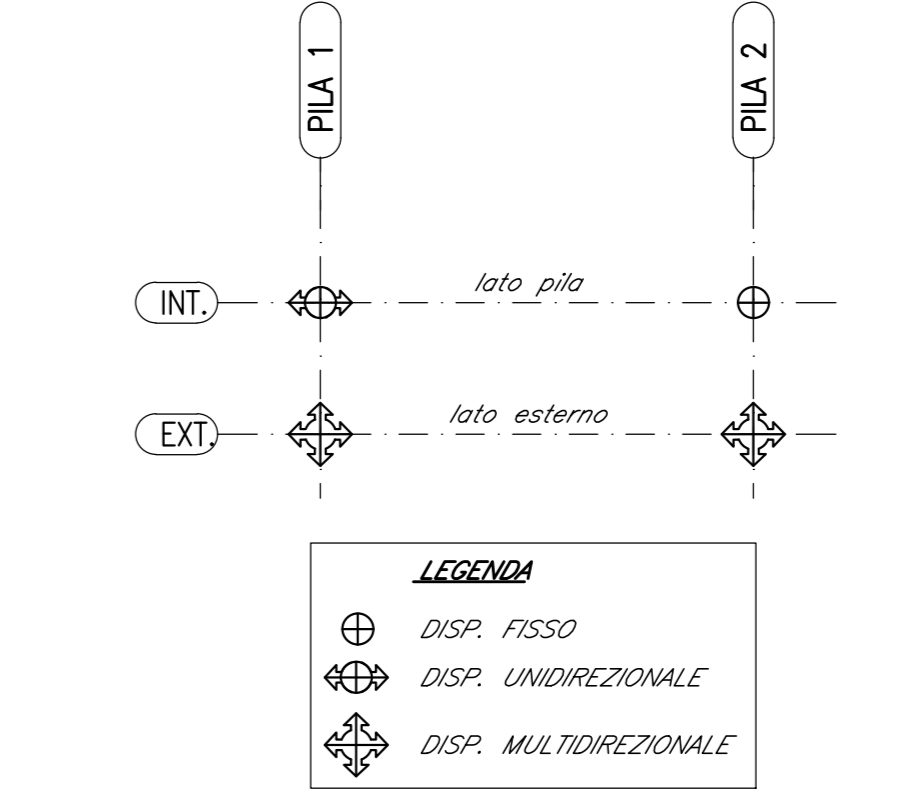 PILA 1
PILA 2
INT.
lato pila
EXT.
lato esterno
LEGENDA
DISP. FISSO
DISP. UNIDIREZIONALE
DISP. MULTIDIREZIONALE